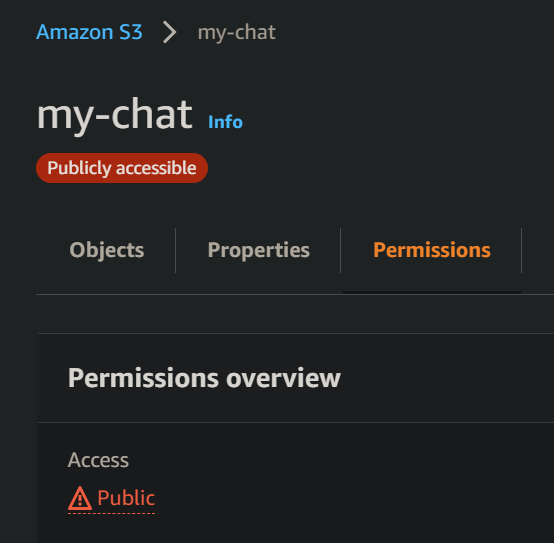 Amazon S3 > my-chat
my-chat Info
Publicly accessible
Objects Properties Permissions
Permissions overview
Access
Public